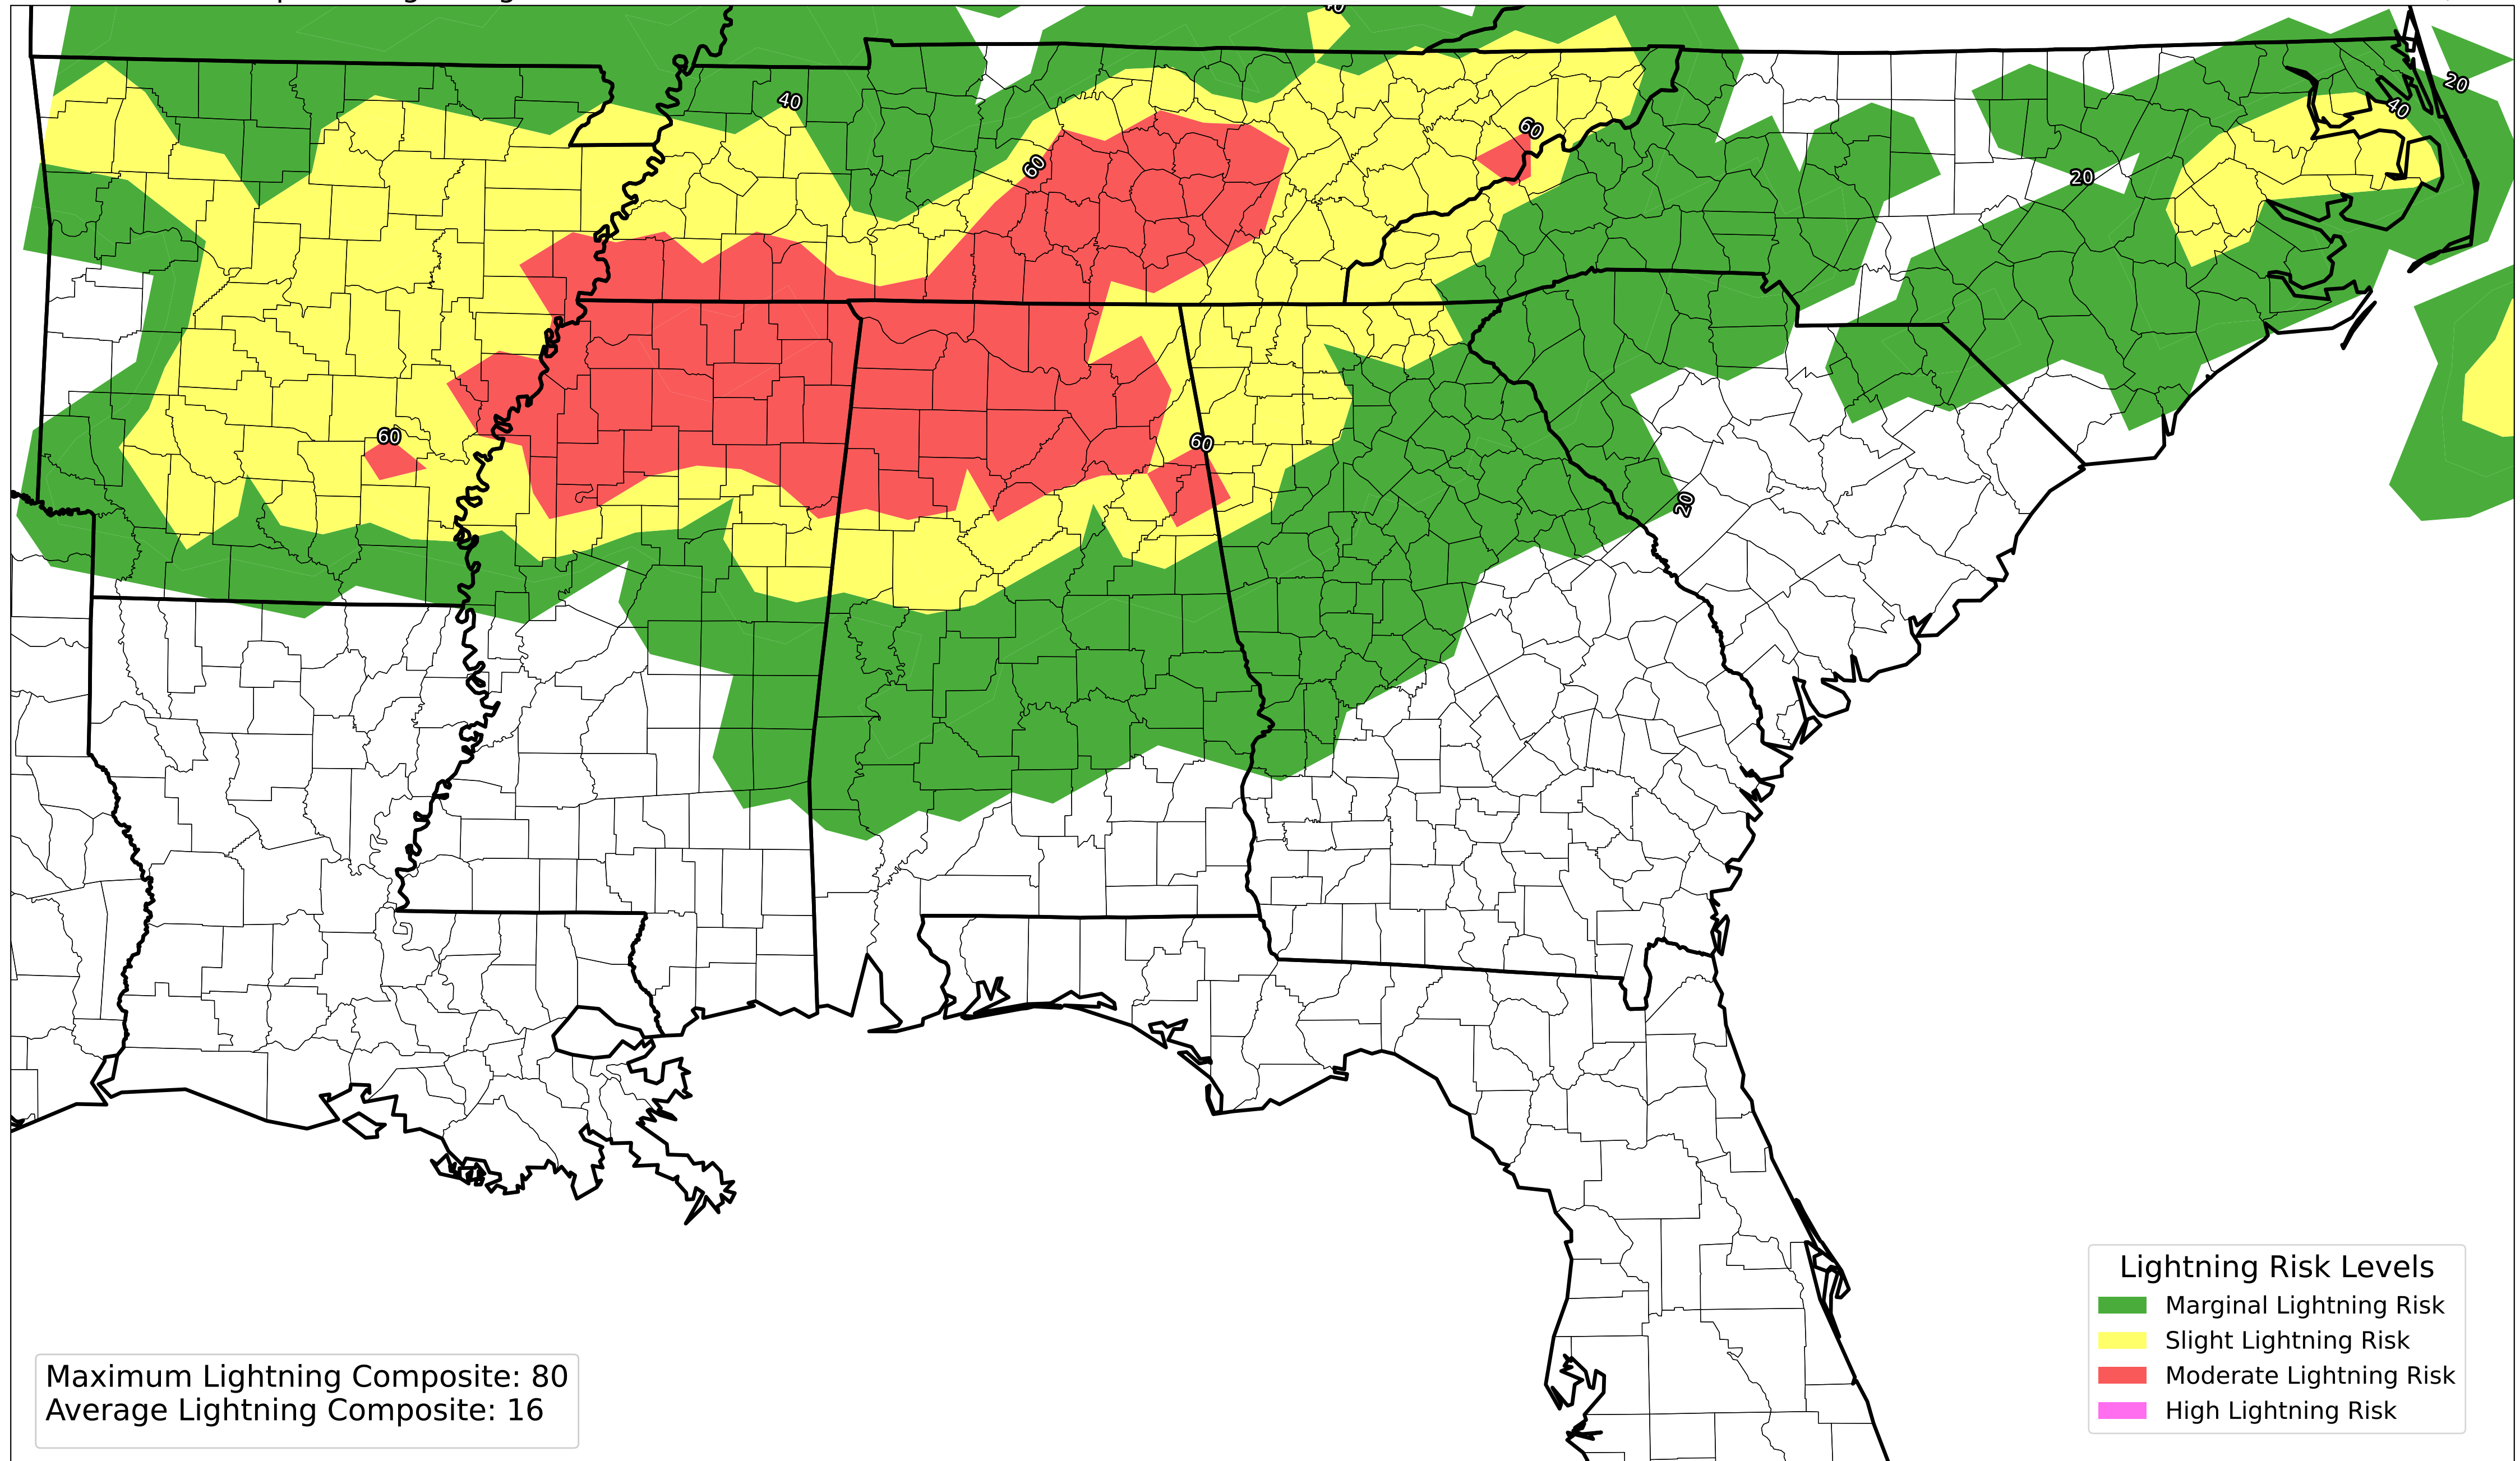 40
20
40
60
60
40
20
60
60
20
Lightning Risk Levels
Marginal Lightning Risk
Slight Lightning Risk
Moderate Lightning Risk
High Lightning Risk
Maximum Lightning Composite: 80
Average Lightning Composite: 16